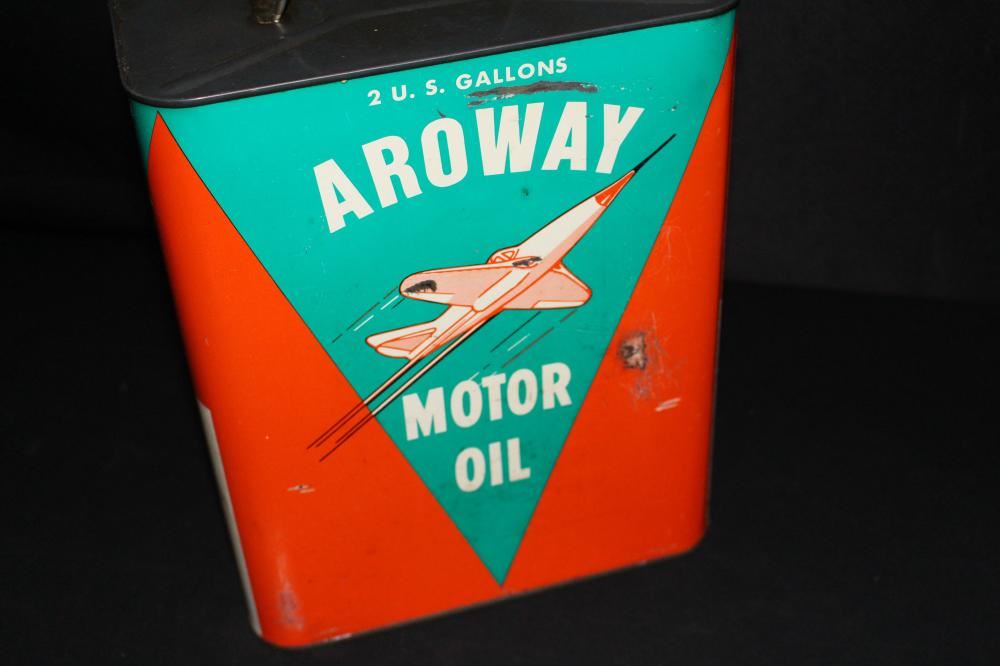 2 U. S. GALLONS
AROWAY
MOTOR
OIL